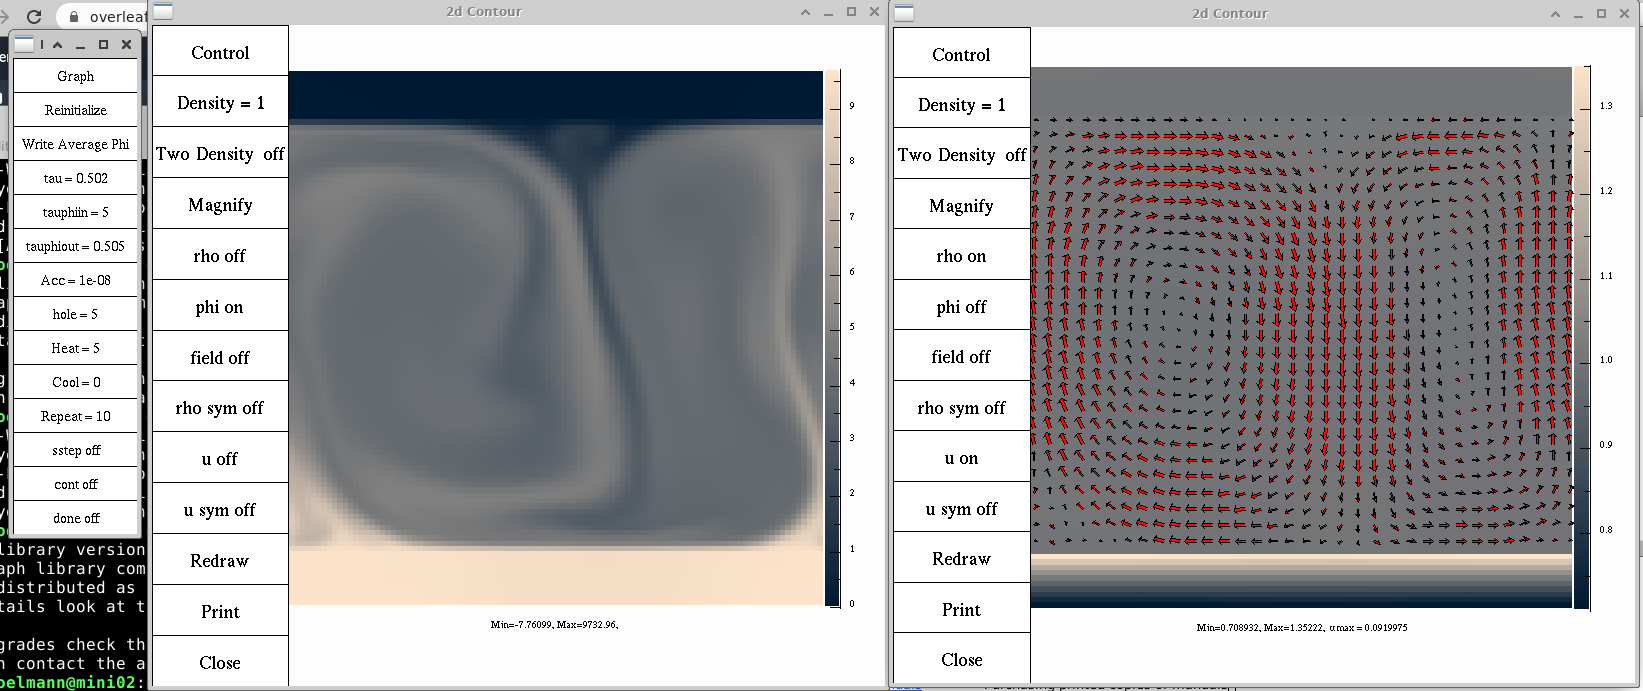 overleaf
Graph
Reinitialize
Write Average Phi
tau = 0.502
tauphiin = 5
tauphiout = 0.505
Acc = 1e-08
hole = 5
Heat = 5
Cool = 0
Repeat = 10
sstep off
cont off
done off
library version
aph library com
distributed as
tails look at t
grades check th
n contact the a
oelmann@mini02:
2d Contour
Control
Density = 1
Two Density off
Magnify
rho off
phi on
field off
rho sym off
u off
u sym off
Redraw
Print
Close
9
8
7
6
5
4
3
2
1
0
Min=-7.76099, Max=9732.96,
2d Contour
Control
Density = 1
Two Density off
Magnify
rho on
phi off
field off
rho sym off
u on
u sym off
Redraw
Print
Close
1.3
1.2
1.1
1.0
0.9
0.8
Min=0.708932, Max=1.35222, umax = 0.0919975